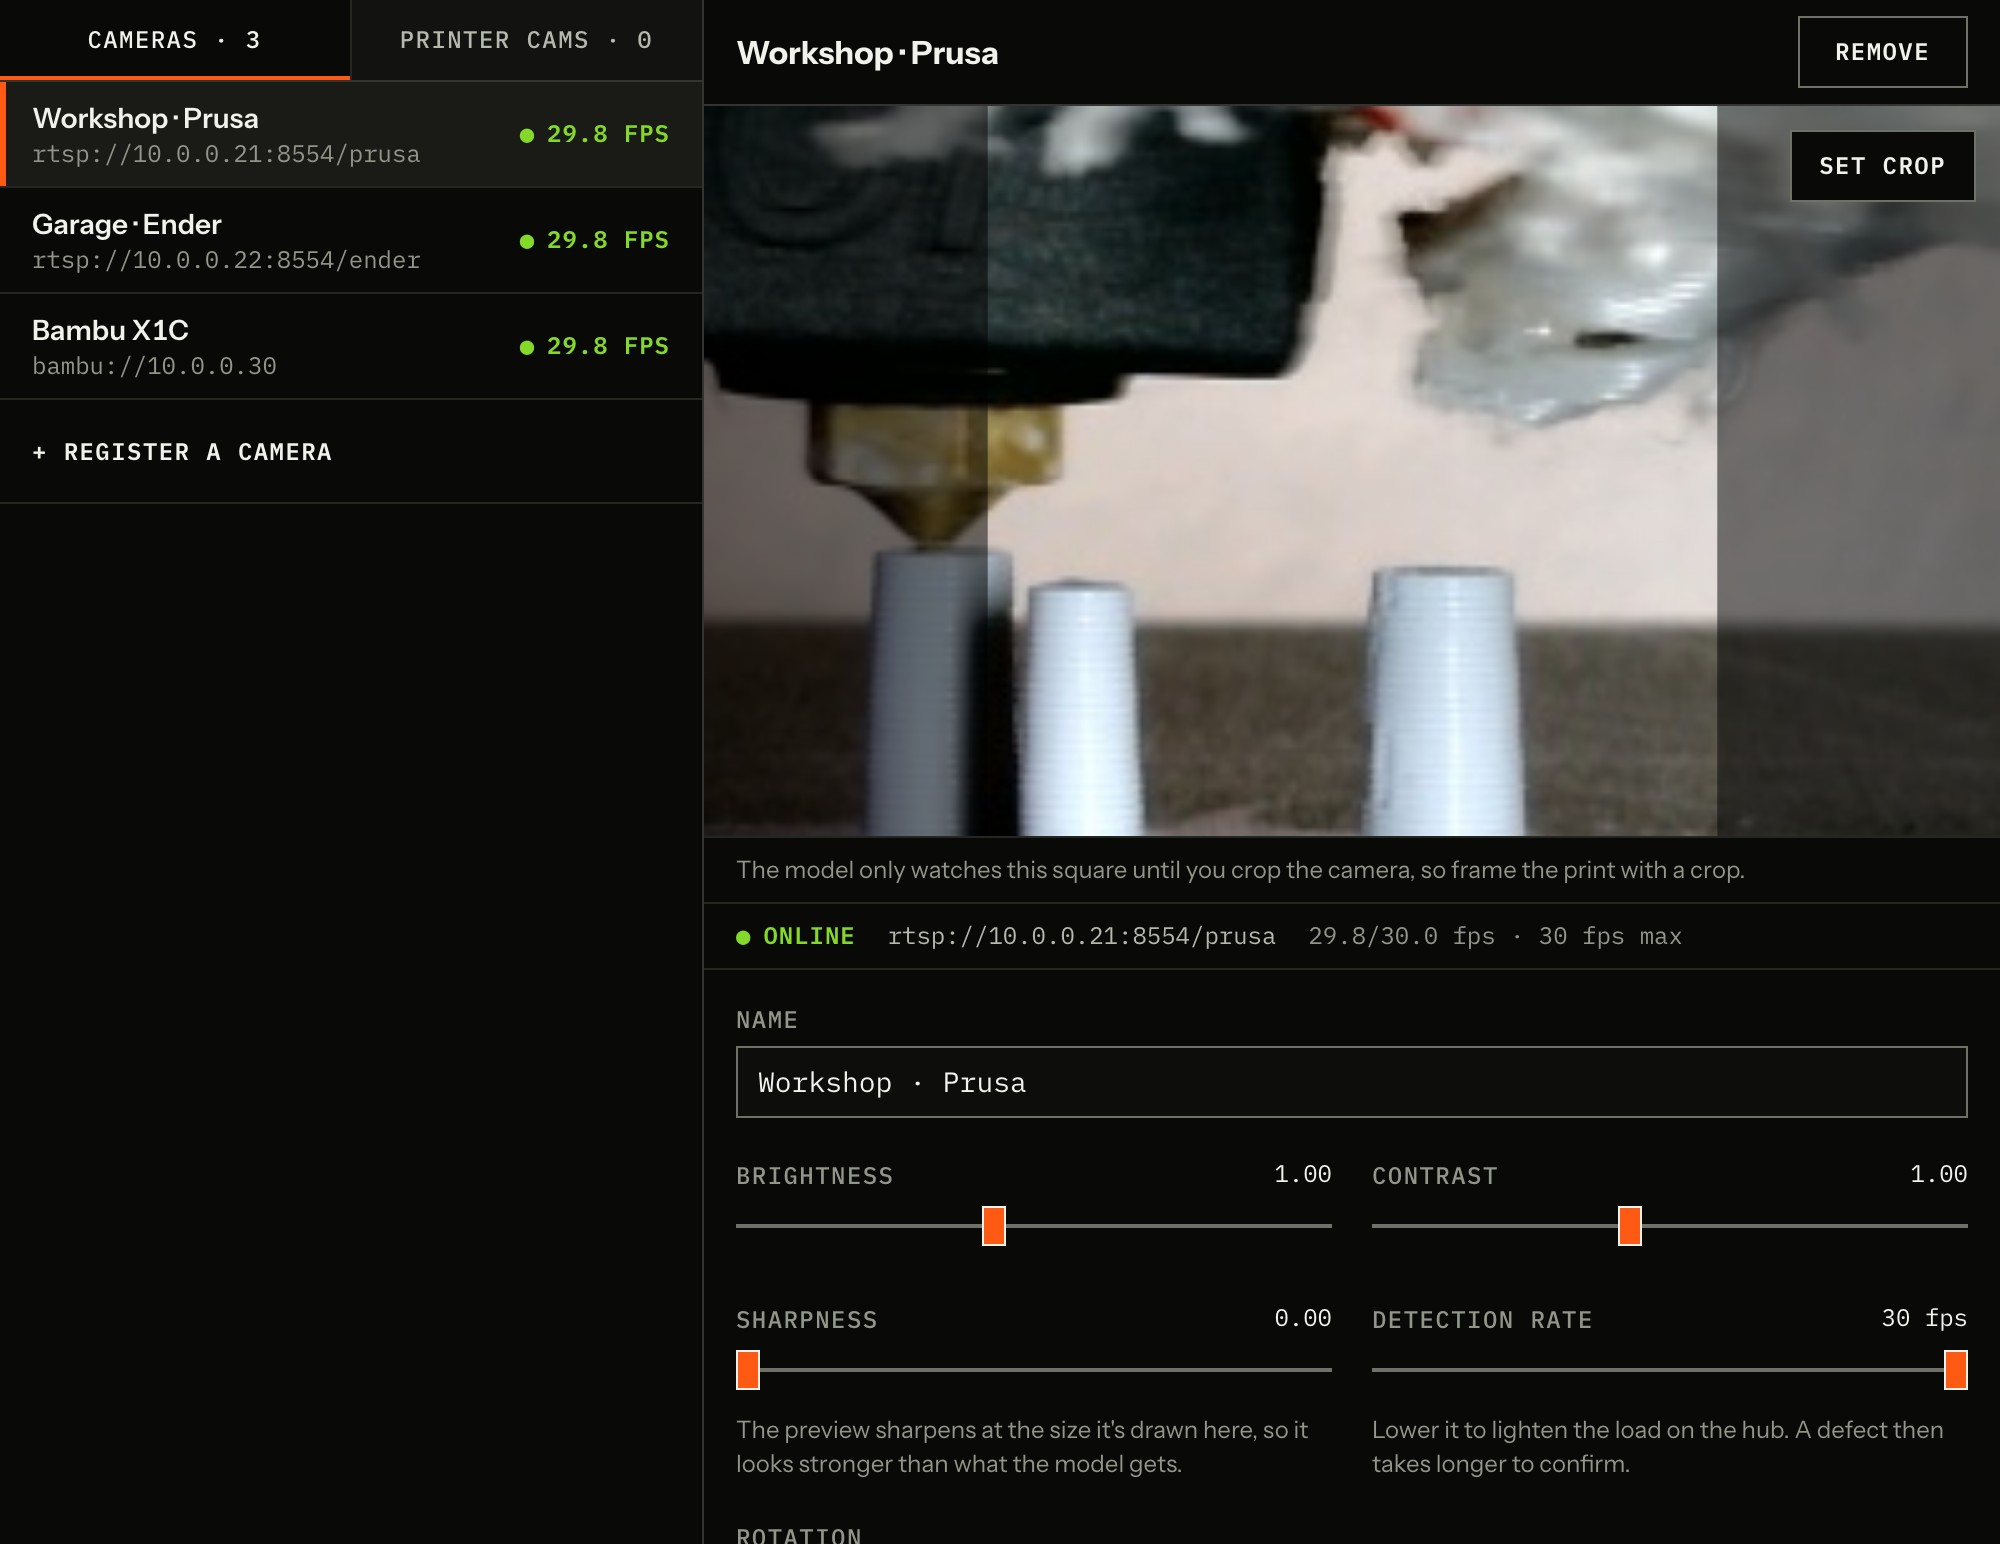 CAMERAS · 3
PRINTER CAMS · 0
Workshop · Prusa
rtsp://10.0.0.21:8554/prusa
29.8 FPS
Garage · Ender
rtsp://10.0.0.22:8554/ender
29.8 FPS
Bambu X1C
bambu://10.0.0.30
29.8 FPS
+ REGISTER A CAMERA
Workshop · Prusa
REMOVE
SET CROP
The model only watches this square until you crop the camera, so frame the print with a crop.
ONLINE rtsp://10.0.0.21:8554/prusa 29.8/30.0 fps · 30 fps max
NAME
Workshop · Prusa
BRIGHTNESS 1.00
CONTRAST 1.00
SHARPNESS 0.00
The preview sharpens at the size it's drawn here, so it
looks stronger than what the model gets.
DETECTION RATE 30 fps
Lower it to lighten the load on the hub. A defect then
takes longer to confirm.
ROTATION